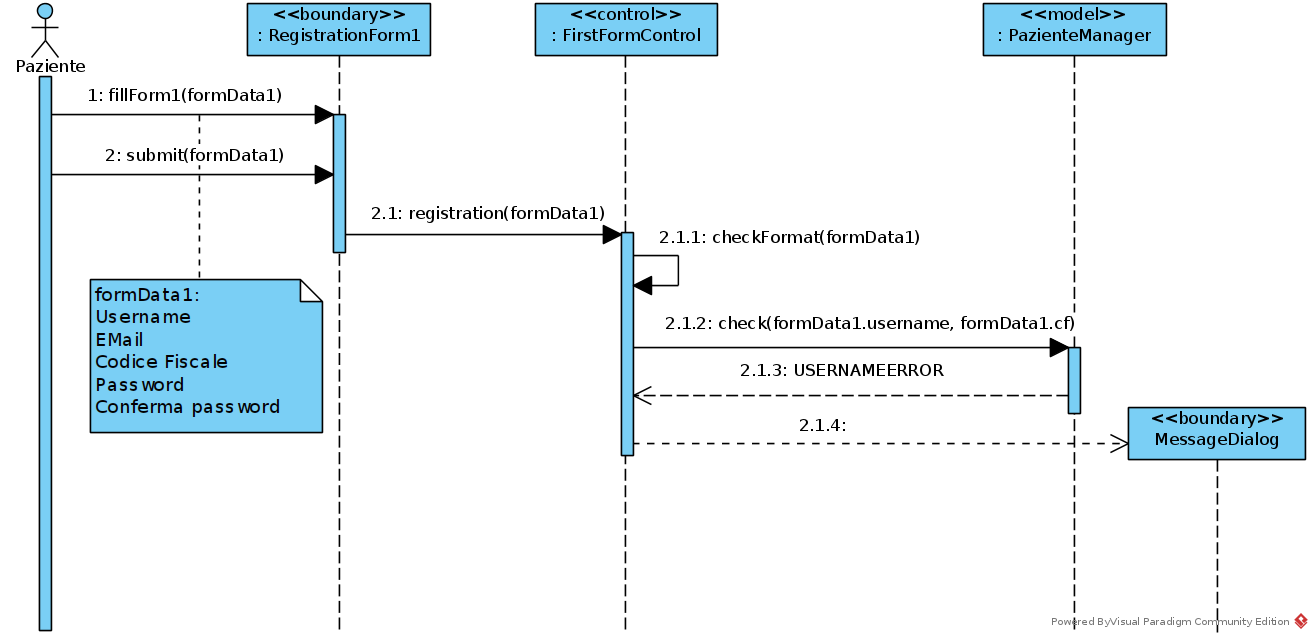 Paziente
<<boundary>>
: RegistrationForm1
<<control>>
: FirstFormControl
<<model>>
: PazienteManager
1: fillForm1(formData1)
2: submit(formData1)
2.1: registration(formData1)
2.1.1: checkFormat(formData1)
formData1:
Username
EMail
Codice Fiscale
Password
Conferma password
2.1.2: check(formData1.username, formData1.cf)
2.1.3: USERNAMEERROR
2.1.4:
<<boundary>>
MessageDialog
Powered ByVisual Paradigm Community Edition